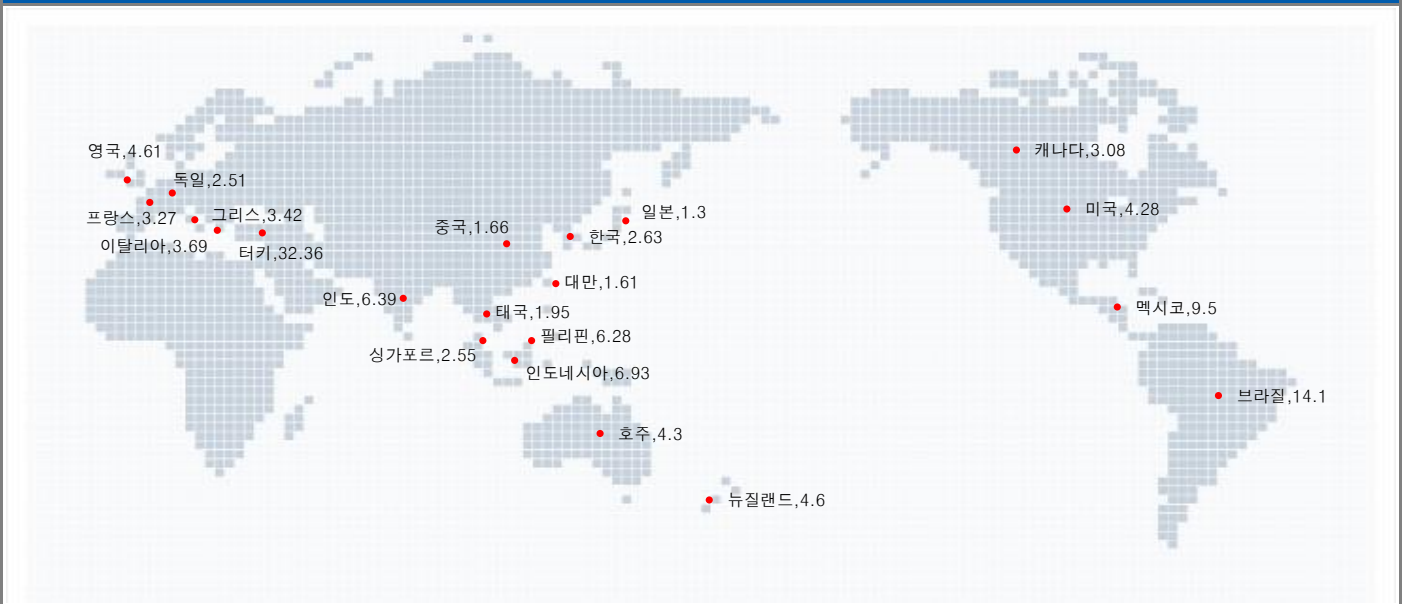 영국,4.61
캐나다,3.08
독일,2.51
프랑스,3.27
그리스,3.42
일본,1.3
미국,4.28
중국,1.66
한국,2.63
이탈리아,3.69
터키,32.36
대만,1.61
인도,6.39
태국,1.95
멕시코,9.5
필리핀,6.28
싱가포르,2.55
인도네시아,6.93
브라질,14.1
호주,4.3
뉴질랜드,4.6